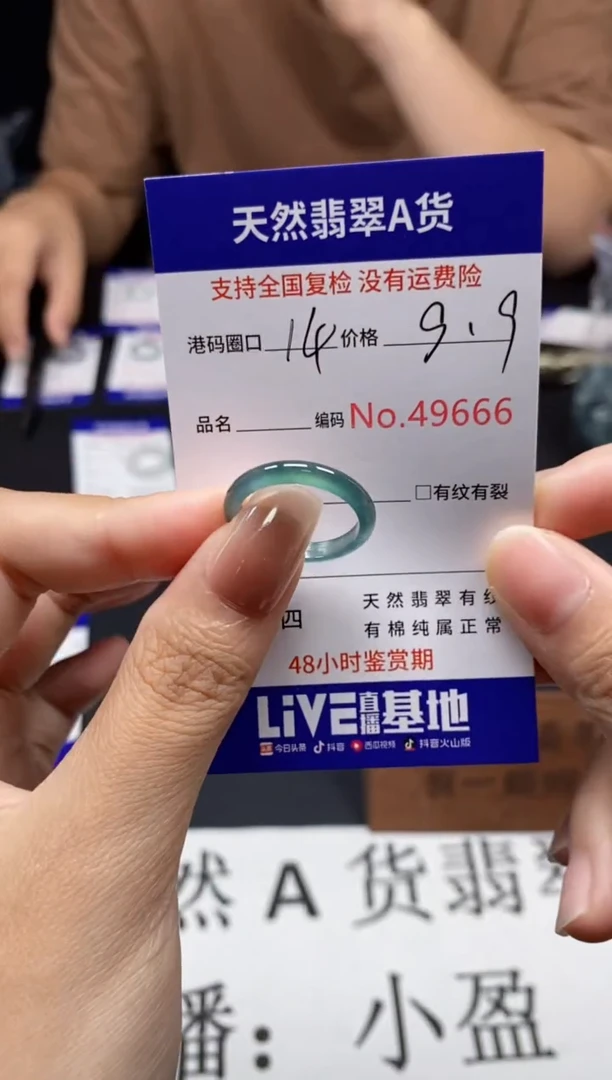 天然翡翠A货
支持全国复检 没有运费险
港码圈口 14 价格 9.9
品名 编码 No.49666
□有纹有裂
四 天然翡翠有纹
有棉纯属正常
48小时鉴赏期
LiVE直播基地
今日头条 抖音 西瓜视频 抖音火山版
然A货翡
播：小盈